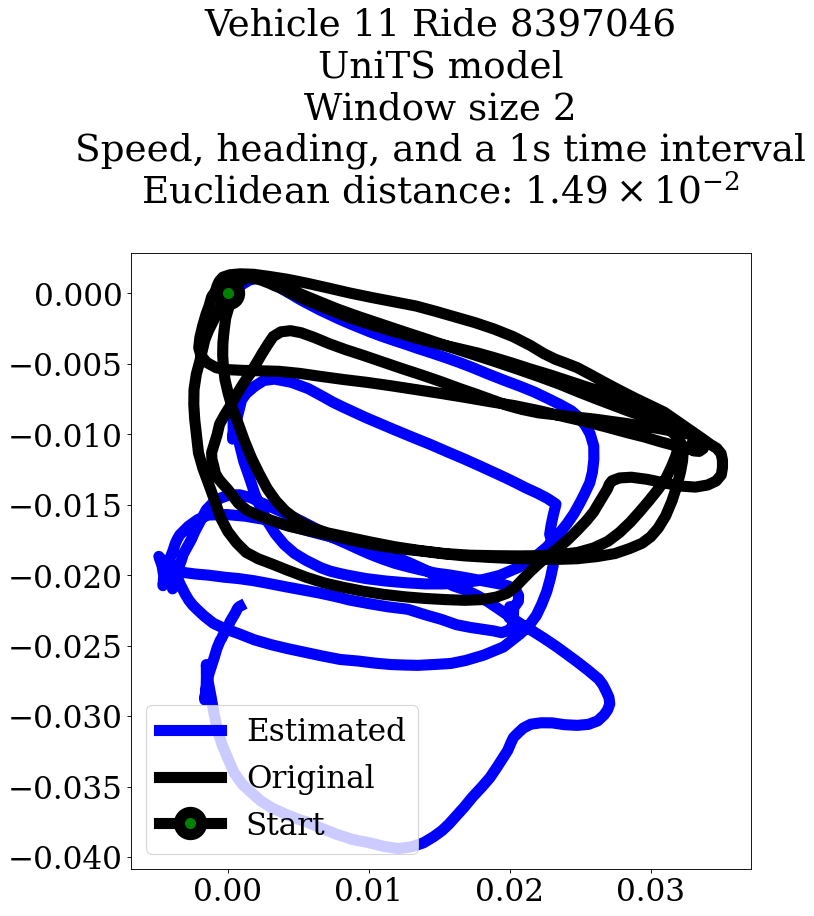 Vehicle 11 Ride 8397046
UniTS model
Window size 2
Speed, heading, and a 1s time interval
Euclidean distance: 1.49 × 10⁻²
0.000
−0.005
−0.010
−0.015
−0.020
−0.025
−0.030
−0.035
−0.040
Estimated
Original
Start
0.00 0.01 0.02 0.03